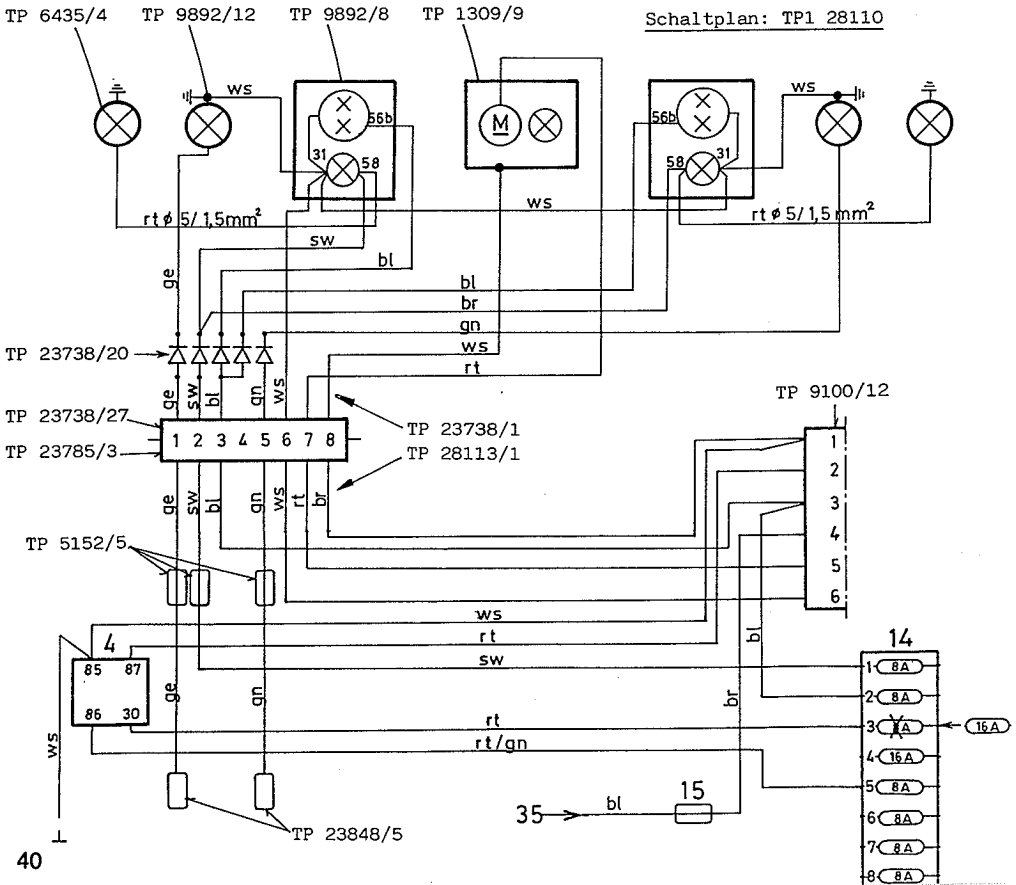 TP 6435/4 TP 9892/12 TP 9892/8 TP 1309/9 Schaltplan: TP1 28110
ws ws
56b M 56b
31 58 58 31
ws
rt ø 5/1,5mm² rt ø 5/1,5mm²
sw
bl
ge bl
br
gn
TP 23738/20 ws
rt
ge sw bl gn ws
TP 9100/12
TP 23738/27 TP 23738/1
1 2 3 4 5 6 7 8
TP 23785/3 TP 28113/1
1
2
3
4
5
6
ge sw bl gn ws rt br
TP 5152/5
ws
4 rt bl 14
85 87 sw 1 8A
ge gn br 2 8A
86 30 rt 3 8A 16A
ws rt/gn 4 16A
5 8A
35 bl 15
6 8A
TP 23848/5
7 8A
40
8 8A